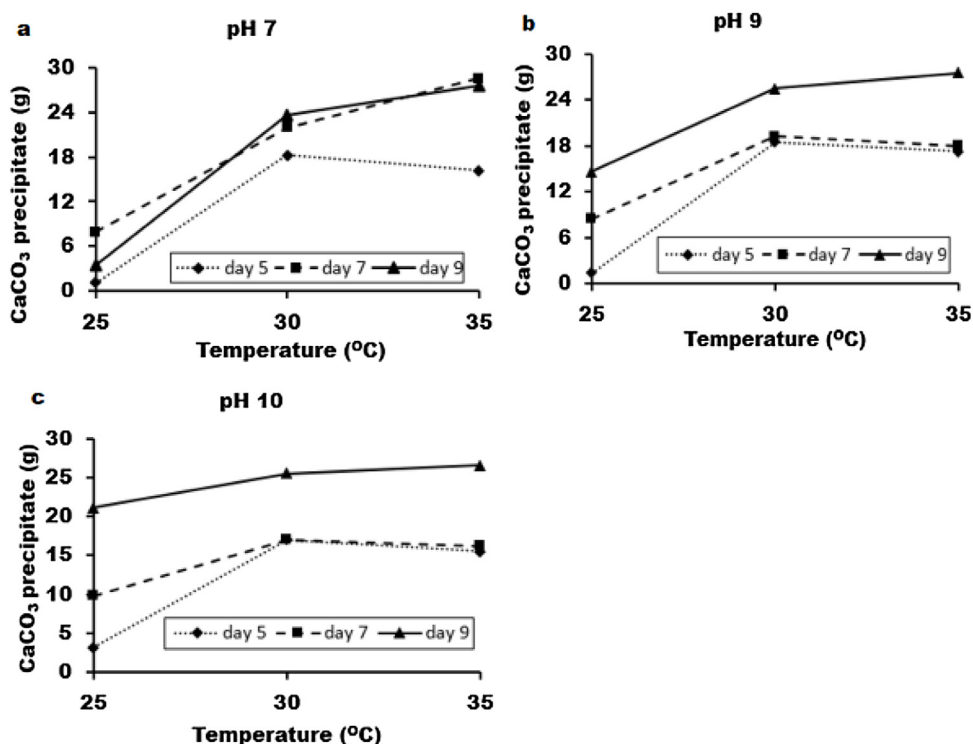 a
pH 7
CaCO₃ precipitate (g)
30
24
18
12
6
0
day 5 day 7 day 9
25 30 35
Temperature (⁰C)
b
pH 9
CaCO₃ precipitate (g)
30
24
18
12
6
0
day 5 day 7 day 9
25 30 35
Temperature (⁰C)
c
pH 10
CaCO₃ precipitate (g)
30
25
20
15
10
5
0
day 5 day 7 day 9
25 30 35
Temperature (⁰C)